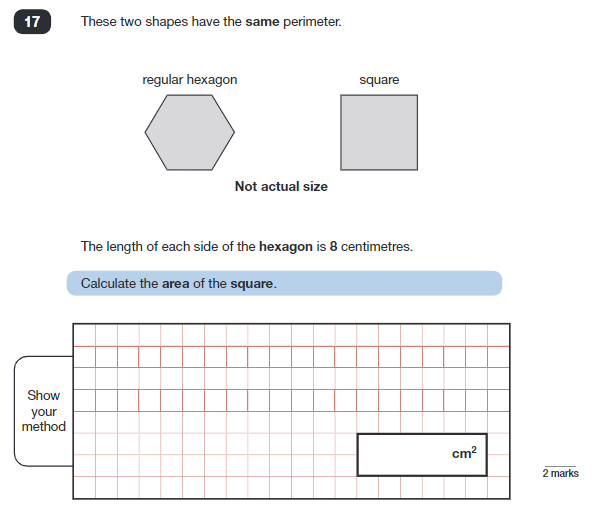 17 These two shapes have the same perimeter.
regular hexagon square
Not actual size
The length of each side of the hexagon is 8 centimetres.
Calculate the area of the square.
Show
your
method
cm²
2 marks